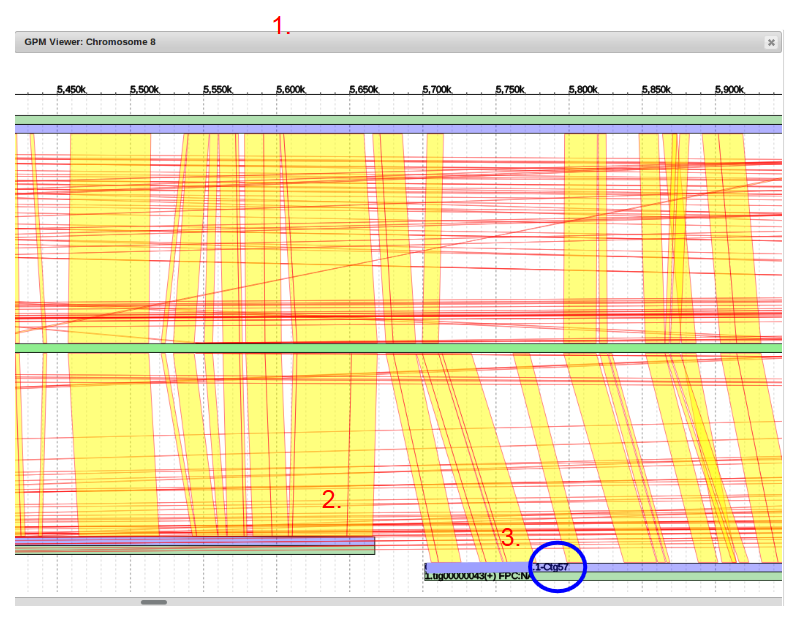 1.
GPM Viewer: Chromosome 8
5,450k 5,500k 5,550k 5,600k 5,650k 5,700k 5,750k 5,800k 5,850k 5,900k
2.
3.
1-Ctg57
1.tig00000043(+) FPC:NA